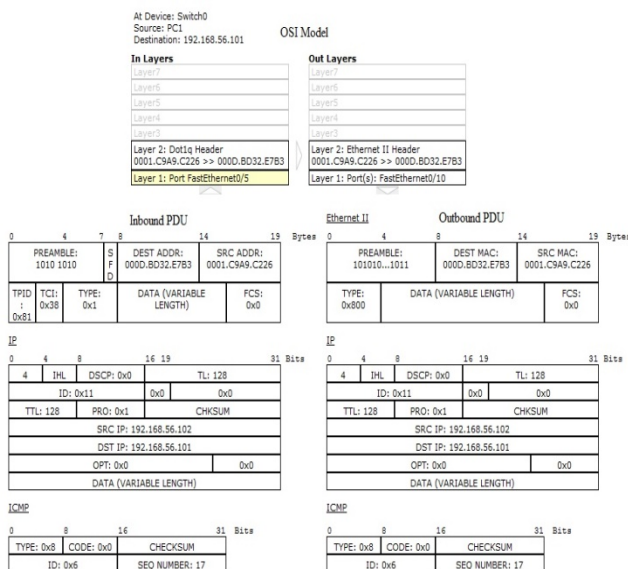 At Device: Switch0
Source: PC1
Destination: 192.168.56.101
OSI Model
In Layers
Layer7
Layer6
Layer5
Layer4
Layer3
Layer 2: Dot1q Header
0001.C9A9.C226 >> 000D.BD32.E7B3
Layer 1: Port FastEthernet0/5
Out Layers
Layer7
Layer6
Layer5
Layer4
Layer3
Layer 2: Ethernet II Header
0001.C9A9.C226 >> 000D.BD32.E7B3
Layer 1: Port(s): FastEthernet0/10
Inbound PDU
0 4 7 8 14 19 Bytes
PREAMBLE:
1010 1010
S
F
D
DEST ADDR:
000D.BD32.E7B3
SRC ADDR:
0001.C9A9.C226
TPID
:
0x81
TCI:
0x38
TYPE:
0x1
DATA (VARIABLE
LENGTH)
FCS:
0x0
IP
0 4 8 16 19 31 Bits
4 IHL DSCP: 0x0 TL: 128
ID: 0x11 0x0 0x0
TTL: 128 PRO: 0x1 CHKSUM
SRC IP: 192.168.56.102
DST IP: 192.168.56.101
OPT: 0x0 0x0
DATA (VARIABLE LENGTH)
ICMP
0 8 16 31 Bits
TYPE: 0x8 CODE: 0x0 CHECKSUM
ID: 0x6 SEQ NUMBER: 17
Ethernet II
Outbound PDU
0 4 8 14 19 Bytes
PREAMBLE:
101010...1011
DEST MAC:
000D.BD32.E7B3
SRC MAC:
0001.C9A9.C226
TYPE:
0x800
DATA (VARIABLE LENGTH)
FCS:
0x0
IP
0 4 8 16 19 31 Bits
4 IHL DSCP: 0x0 TL: 128
ID: 0x11 0x0 0x0
TTL: 128 PRO: 0x1 CHKSUM
SRC IP: 192.168.56.102
DST IP: 192.168.56.101
OPT: 0x0 0x0
DATA (VARIABLE LENGTH)
ICMP
0 8 16 31 Bits
TYPE: 0x8 CODE: 0x0 CHECKSUM
ID: 0x6 SEQ NUMBER: 17